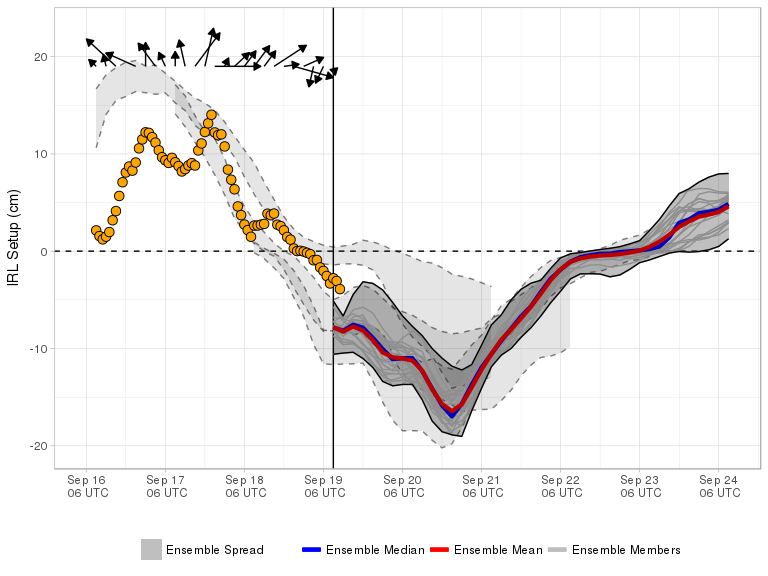 20
10
0
-10
-20
IRL Setup (cm)
Sep 16 Sep 17 Sep 18 Sep 19 Sep 20 Sep 21 Sep 22 Sep 23 Sep 24
06 UTC 06 UTC 06 UTC 06 UTC 06 UTC 06 UTC 06 UTC 06 UTC 06 UTC
Ensemble Spread Ensemble Median Ensemble Mean Ensemble Members